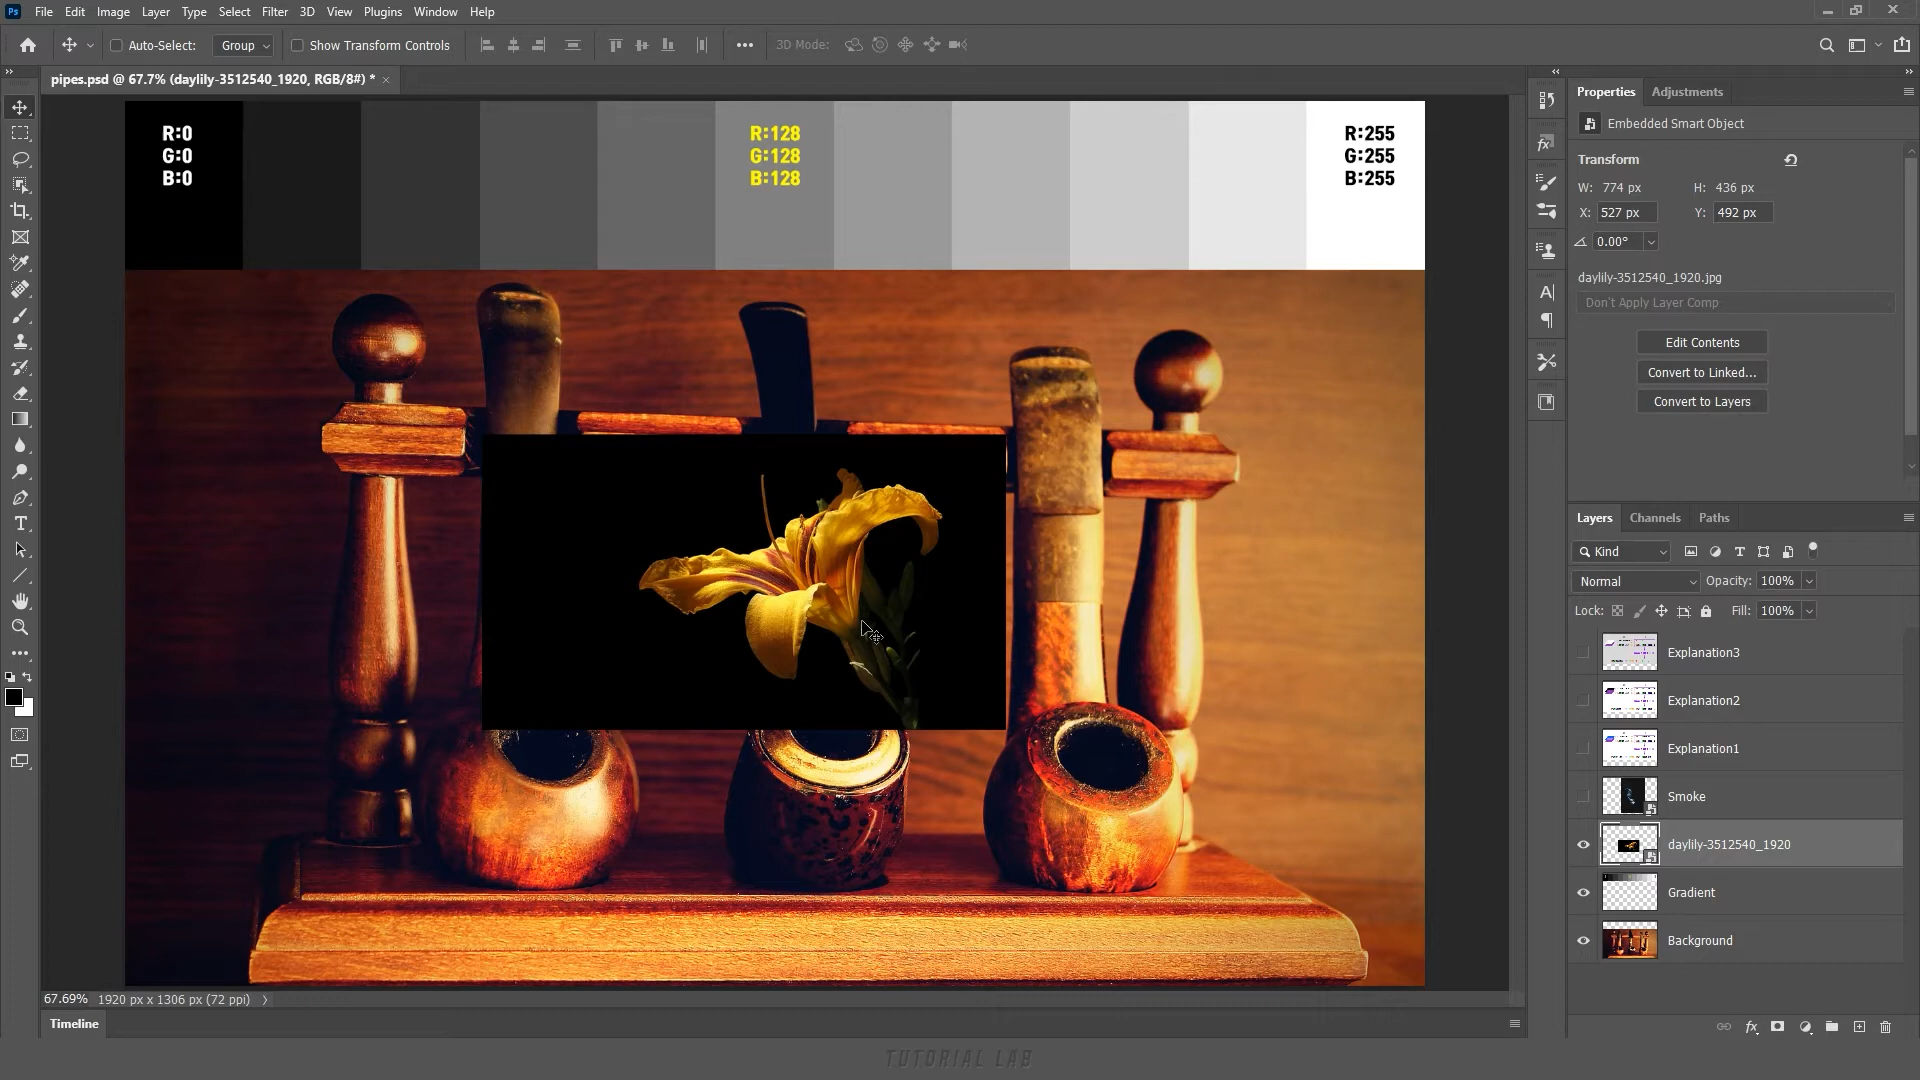 Ps File Edit Image Layer Type Select Filter 3D View Plugins Window Help
Auto-Select: Group Show Transform Controls 3D Mode:
pipes.psd @ 67.7% (daylily-3512540_1920, RGB/8#) * ×
R:0
G:0
B:0
R:128
G:128
B:128
R:255
G:255
B:255
67.69% 1920 px x 1306 px (72 ppi)
Timeline
TUTORIAL LAB
Properties Adjustments
Embedded Smart Object
Transform
W: 774 px H: 436 px
X: 527 px Y: 492 px
0.00°
daylily-3512540_1920.jpg
Don't Apply Layer Comp
Edit Contents
Convert to Linked...
Convert to Layers
Layers Channels Paths
Kind
Normal Opacity: 100%
Lock: Fill: 100%
Explanation3
Explanation2
Explanation1
Smoke
daylily-3512540_1920
Gradient
Background